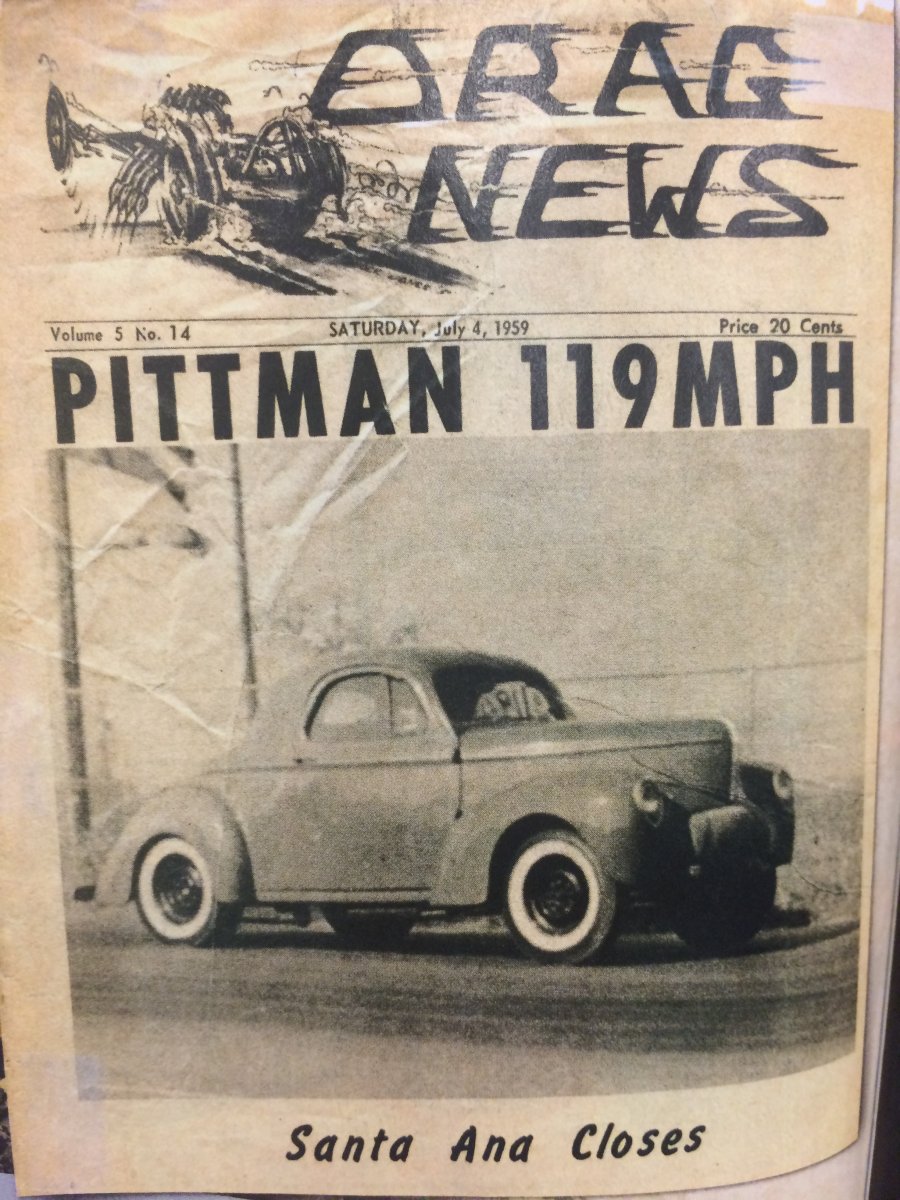 DRAG
NEWS
Volume 5 No. 14 SATURDAY, July 4, 1959 Price 20 Cents
PITTMAN 119MPH
Santa Ana Closes